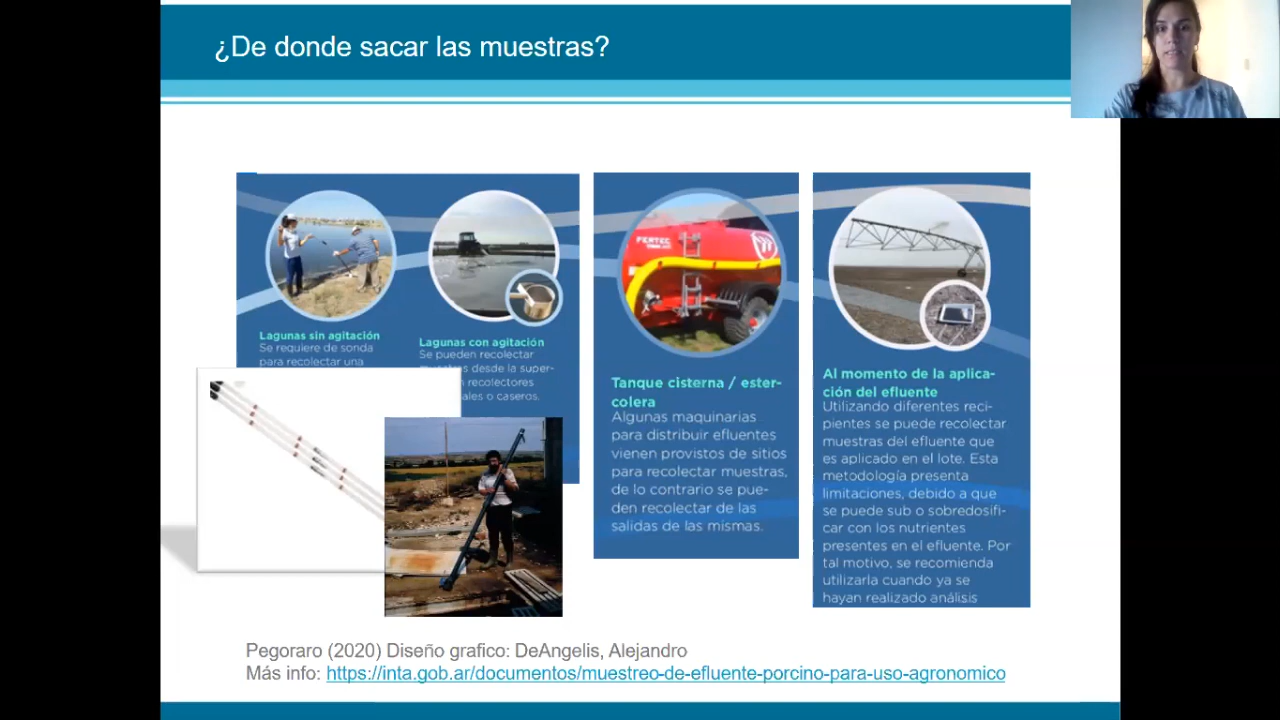 ¿De donde sacar las muestras?
Lagunas sin agitación
Se requiere de sonda
para recolectar una
Lagunas con agitación
Se pueden recolectar
desde la super-
recolectores
ales o caseros.
FERTEC
Tanque cisterna / ester-
colera
Algunas maquinarias
para distribuir efluentes
vienen provistos de sitios
para recolectar muestras,
de lo contrario se pue-
den recolectar de las
salidas de las mismas.
Al momento de la aplica-
ción del efluente
Utilizando diferentes reci-
pientes se puede recolectar
muestras del efluente que
es aplicado en el lote. Esta
metodología presenta
limitaciones, debido a que
se puede sub o sobredosifi-
car con los nutrientes
presentes en el efluente. Por
tal motivo, se recomienda
utilizarla cuando ya se
hayan realizado análisis
Pegoraro (2020) Diseño grafico: DeAngelis, Alejandro
Más info: https://inta.gob.ar/documentos/muestreo-de-efluente-porcino-para-uso-agronomico